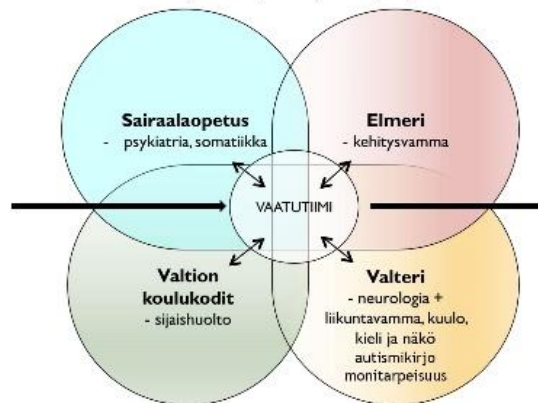 Sairaalaopetus
- psykiatria, somatiikka
Elmeri
- kehitysvamma
VAATUTIIMI
Valtion
koulukodit
- sijaishuolto
Valteri
- neurologia +
liikuntavamma, kuulo,
kieli ja näkö
autismikirjo
monitarpeisuus